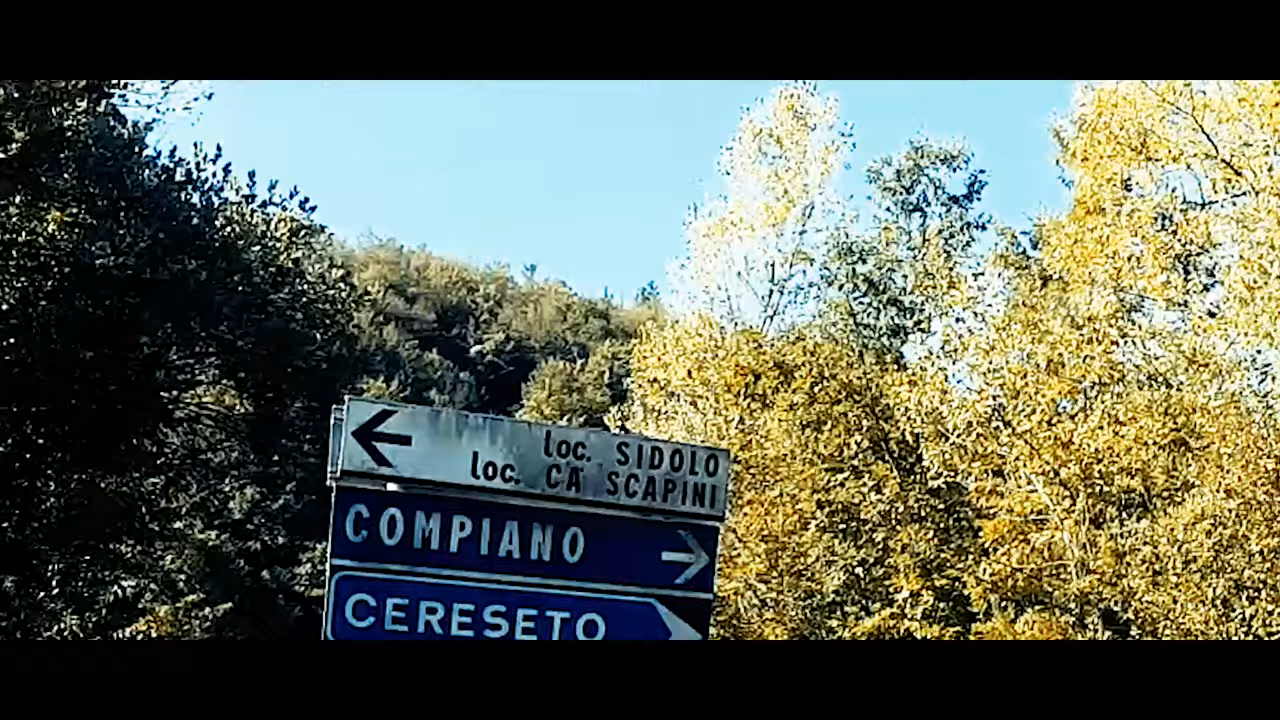 loc. SIDOLO
loc. CA' SCAPINI
COMPIANO
CERESETO